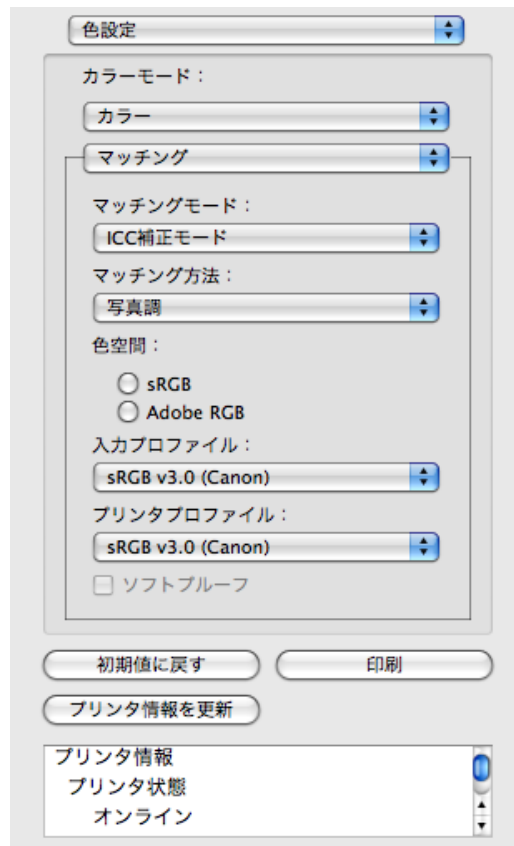 色設定
カラーモード：
カラー
マッチング
マッチングモード：
ICC補正モード
マッチング方法：
写真調
色空間：
sRGB
Adobe RGB
入力プロファイル：
sRGB v3.0 (Canon)
プリンタプロファイル：
sRGB v3.0 (Canon)
ソフトプルーフ
初期値に戻す 印刷
プリンタ情報を更新
プリンタ情報
プリンタ状態
オンライン